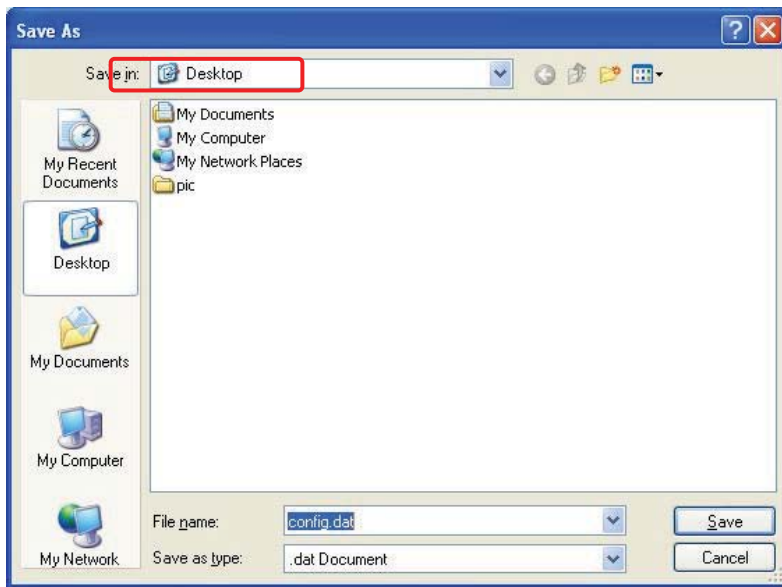 Save As
Save in: Desktop
My Recent
Documents
Desktop
My Documents
My Computer
My Network
My Documents
My Computer
My Network Places
pic
File name: config.dat Save
Save as type: .dat Document Cancel